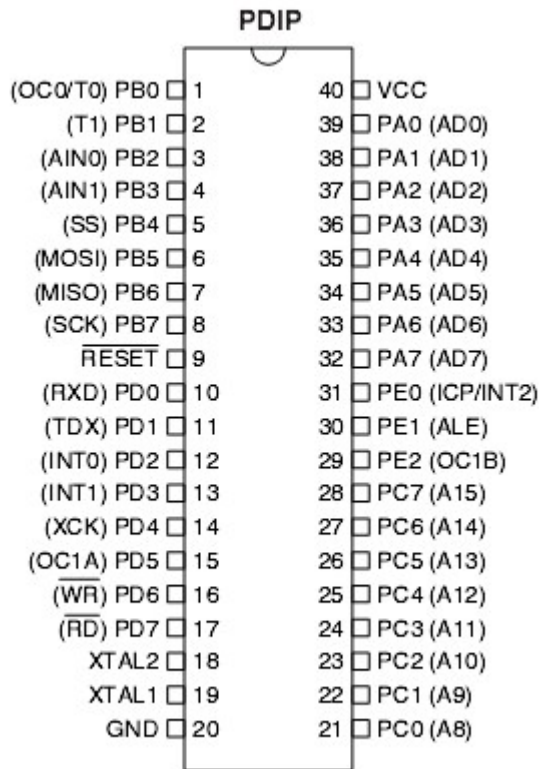 PDIP
(OC0/T0) PB0 1 40 VCC
(T1) PB1 2 39 PA0 (AD0)
(AIN0) PB2 3 38 PA1 (AD1)
(AIN1) PB3 4 37 PA2 (AD2)
(SS) PB4 5 36 PA3 (AD3)
(MOSI) PB5 6 35 PA4 (AD4)
(MISO) PB6 7 34 PA5 (AD5)
(SCK) PB7 8 33 PA6 (AD6)
RESET 9 32 PA7 (AD7)
(RXD) PD0 10 31 PE0 (ICP/INT2)
(TDX) PD1 11 30 PE1 (ALE)
(INT0) PD2 12 29 PE2 (OC1B)
(INT1) PD3 13 28 PC7 (A15)
(XCK) PD4 14 27 PC6 (A14)
(OC1A) PD5 15 26 PC5 (A13)
(WR) PD6 16 25 PC4 (A12)
(RD) PD7 17 24 PC3 (A11)
XTAL2 18 23 PC2 (A10)
XTAL1 19 22 PC1 (A9)
GND 20 21 PC0 (A8)